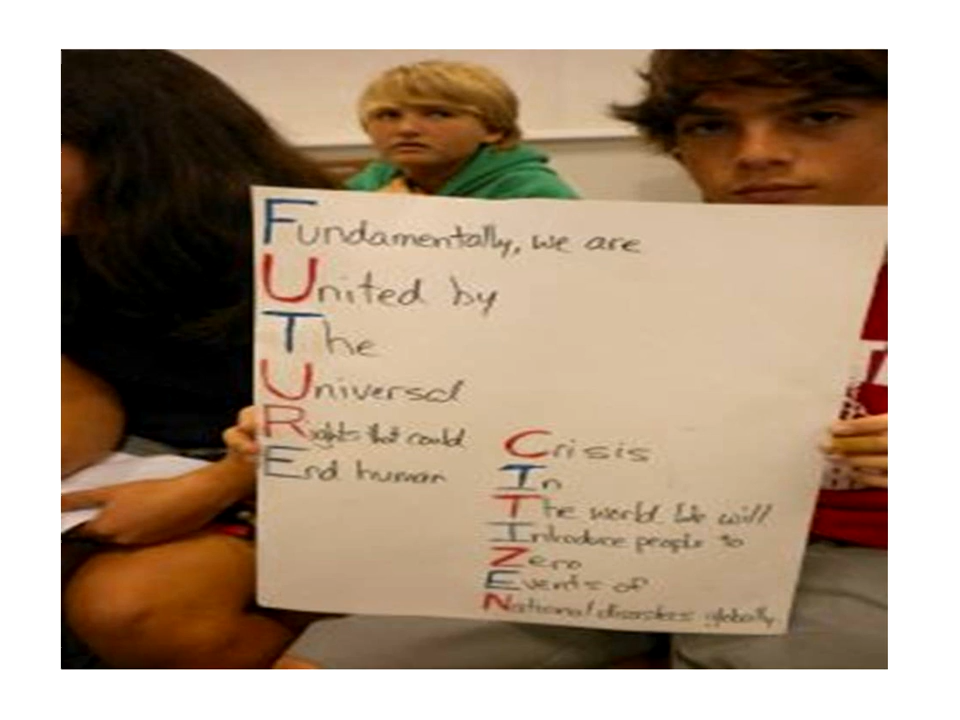 Fundamentally, we are
United by
The
Universal
Rights that could
End human
Crisis
In
The world. We will
Introduce people to
Zero
Events of
National disasters globally.